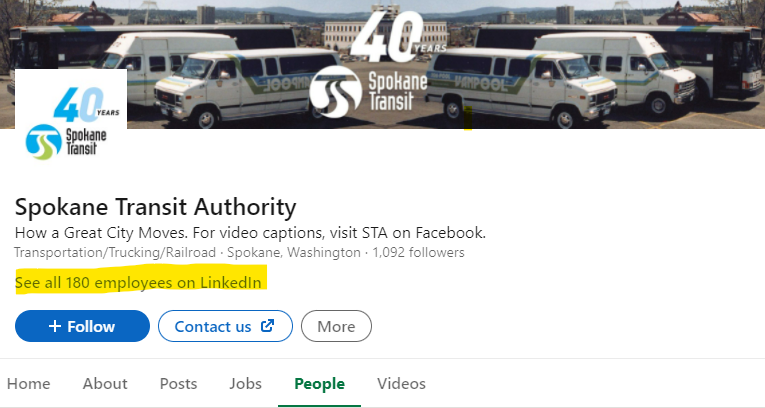 40 YEARS
Spokane
Transit
VANPOOL
40 YEARS
Spokane
Transit
Spokane Transit Authority
How a Great City Moves. For video captions, visit STA on Facebook.
Transportation/Trucking/Railroad · Spokane, Washington · 1,092 followers
See all 180 employees on LinkedIn
+ Follow
Contact us
More
Home About Posts Jobs People Videos